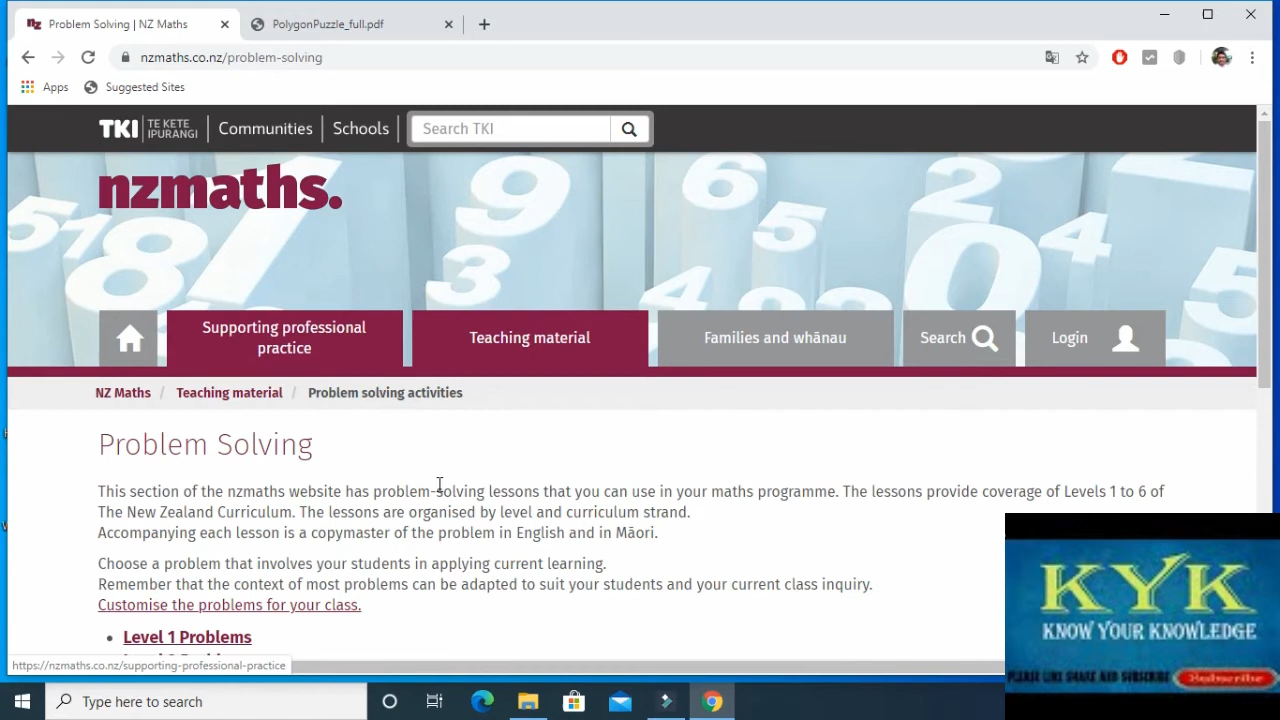 Problem Solving | NZ Maths
PolygonPuzzle_full.pdf
nzmaths.co.nz/problem-solving
Apps
Suggested Sites
TKI TE KETE IPURANGI
Communities
Schools
Search TKI
nzmaths.
Supporting professional practice
Teaching material
Families and whānau
Search
Login
NZ Maths / Teaching material / Problem solving activities
Problem Solving
This section of the nzmaths website has problem-solving lessons that you can use in your maths programme. The lessons provide coverage of Levels 1 to 6 of
The New Zealand Curriculum. The lessons are organised by level and curriculum strand.
Accompanying each lesson is a copymaster of the problem in English and in Māori.
Choose a problem that involves your students in applying current learning.
Remember that the context of most problems can be adapted to suit your students and your current class inquiry.
Customise the problems for your class.
• Level 1 Problems
https://nzmaths.co.nz/supporting-professional-practice
KYK
KNOW YOUR KNOWLEDGE
PLEASE LIKE SHARE AND SUBSCRIBE
Subscribe
Type here to search